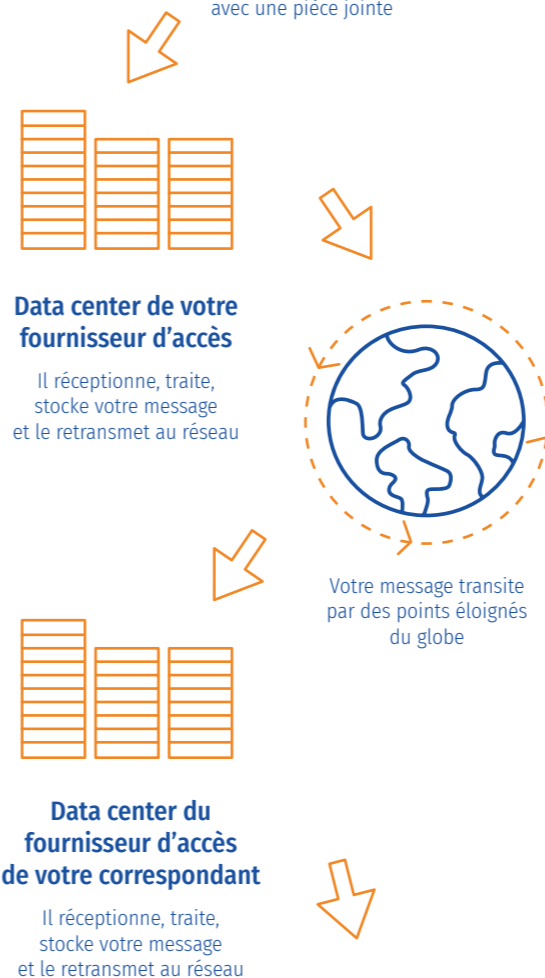 avec une pièce jointe
Data center de votre
fournisseur d'accès
Il réceptionne, traite,
stocke votre message
et le retransmet au réseau
Votre message transite
par des points éloignés
du globe
Data center du
fournisseur d'accès
de votre correspondant
Il réceptionne, traite,
stocke votre message
et le retransmet au réseau